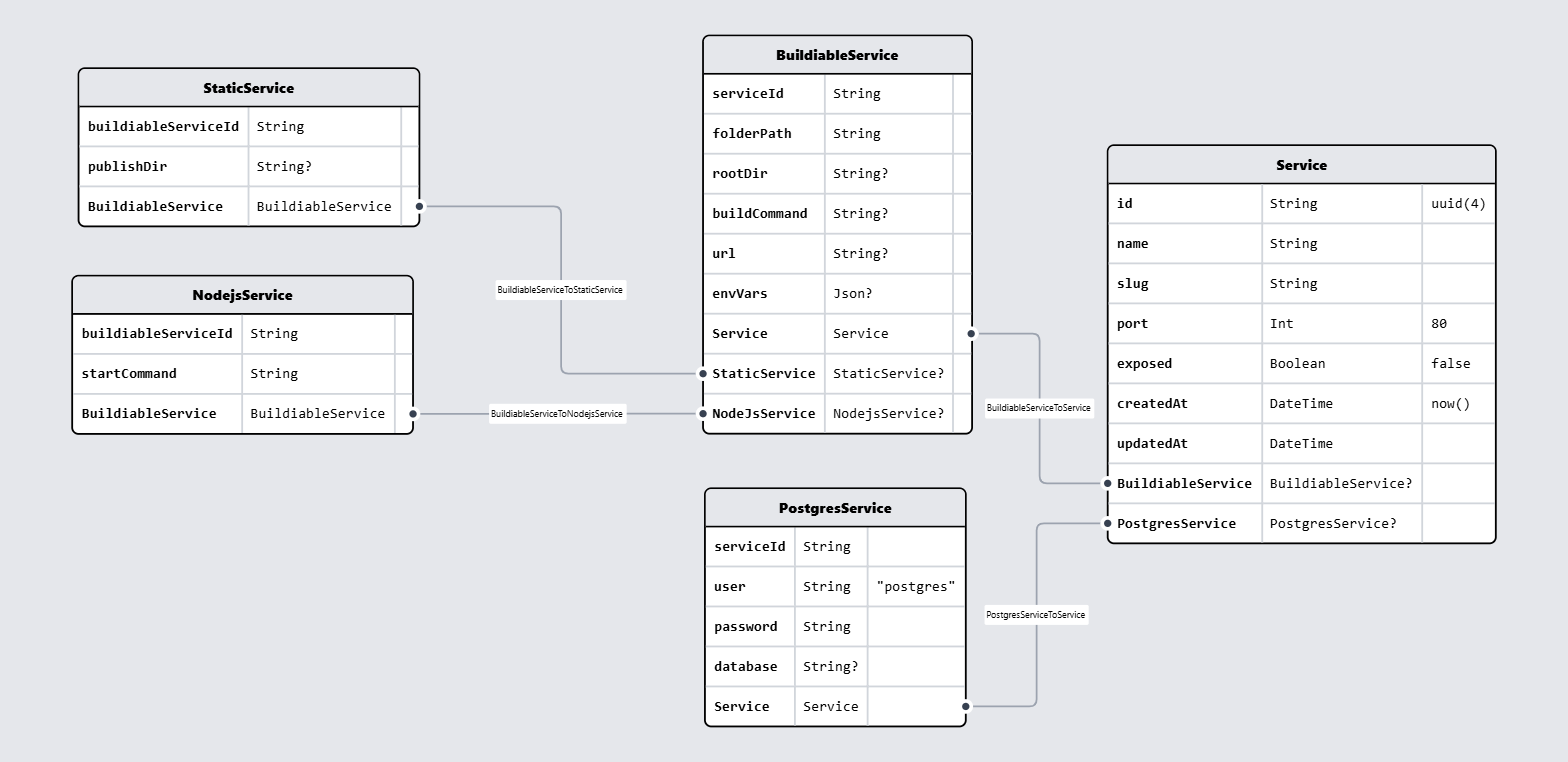 StaticService
buildiableServiceId String
publishDir String?
BuildiableService BuildiableService
NodejsService
buildiableServiceId String
startCommand String
BuildiableService BuildiableService
BuildiableServiceToStaticService
BuildiableServiceToNodejsService
BuildiableService
serviceId String
folderPath String
rootDir String?
buildCommand String?
url String?
envVars Json?
Service Service
StaticService StaticService?
NodeJsService NodejsService?
PostgresService
serviceId String
user String "postgres"
password String
database String?
Service Service
BuildiableServiceToService
PostgresServiceToService
Service
id String uuid(4)
name String
slug String
port Int 80
exposed Boolean false
createdAt DateTime now()
updatedAt DateTime
BuildiableService BuildiableService?
PostgresService PostgresService?